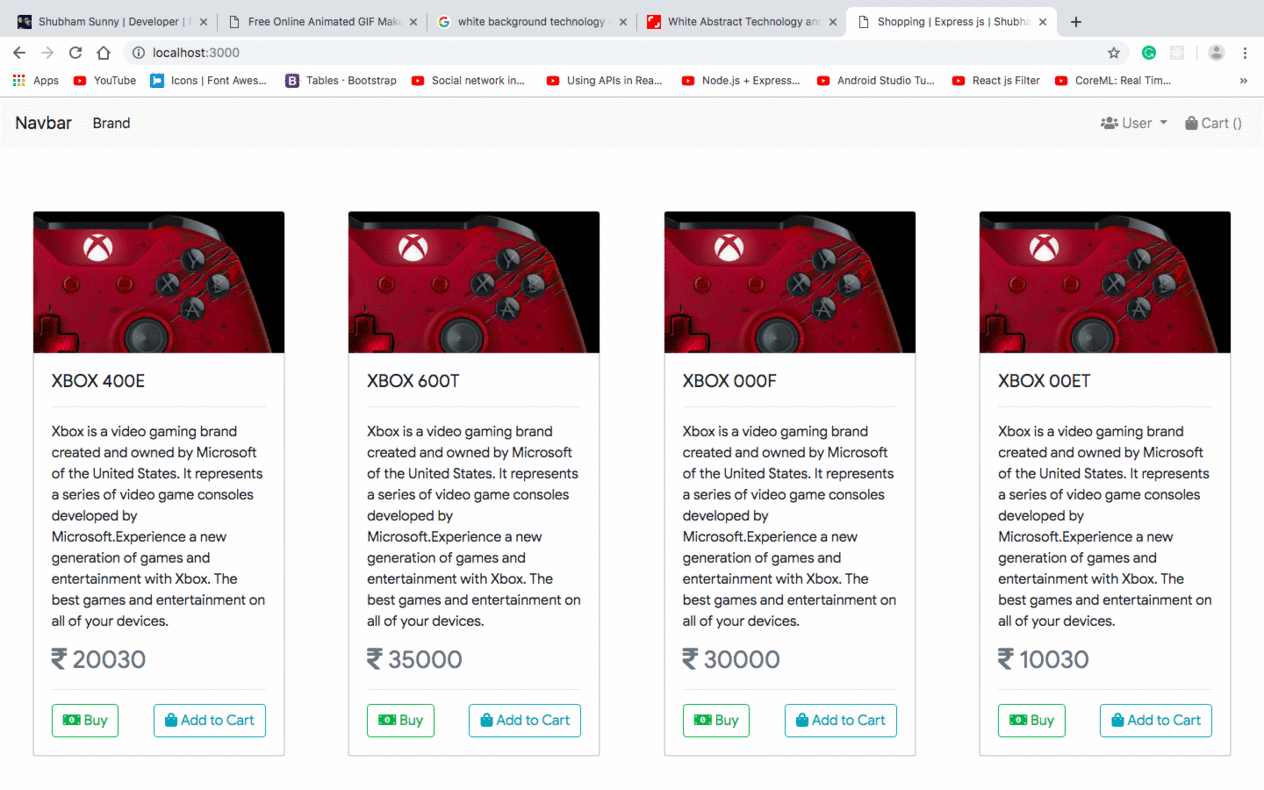 Shubham Sunny | Developer |
Free Online Animated GIF Mak
white background technology
White Abstract Technology and
Shopping | Express js | Shubha
localhost:3000
Apps
YouTube
Icons | Font Awes...
Tables · Bootstrap
Social network in...
Using APIs in Rea...
Node.js + Express...
Android Studio Tu...
React js Filter
CoreML: Real Tim...
»
Navbar
Brand
User
Cart ()
XBOX 400E
Xbox is a video gaming brand
created and owned by Microsoft
of the United States. It represents
a series of video game consoles
developed by
Microsoft.Experience a new
generation of games and
entertainment with Xbox. The
best games and entertainment on
all of your devices.
₹ 20030
Buy
Add to Cart
XBOX 600T
Xbox is a video gaming brand
created and owned by Microsoft
of the United States. It represents
a series of video game consoles
developed by
Microsoft.Experience a new
generation of games and
entertainment with Xbox. The
best games and entertainment on
all of your devices.
₹ 35000
Buy
Add to Cart
XBOX 000F
Xbox is a video gaming brand
created and owned by Microsoft
of the United States. It represents
a series of video game consoles
developed by
Microsoft.Experience a new
generation of games and
entertainment with Xbox. The
best games and entertainment on
all of your devices.
₹ 30000
Buy
Add to Cart
XBOX 00ET
Xbox is a video gaming brand
created and owned by Microsoft
of the United States. It represents
a series of video game consoles
developed by
Microsoft.Experience a new
generation of games and
entertainment with Xbox. The
best games and entertainment on
all of your devices.
₹ 10030
Buy
Add to Cart